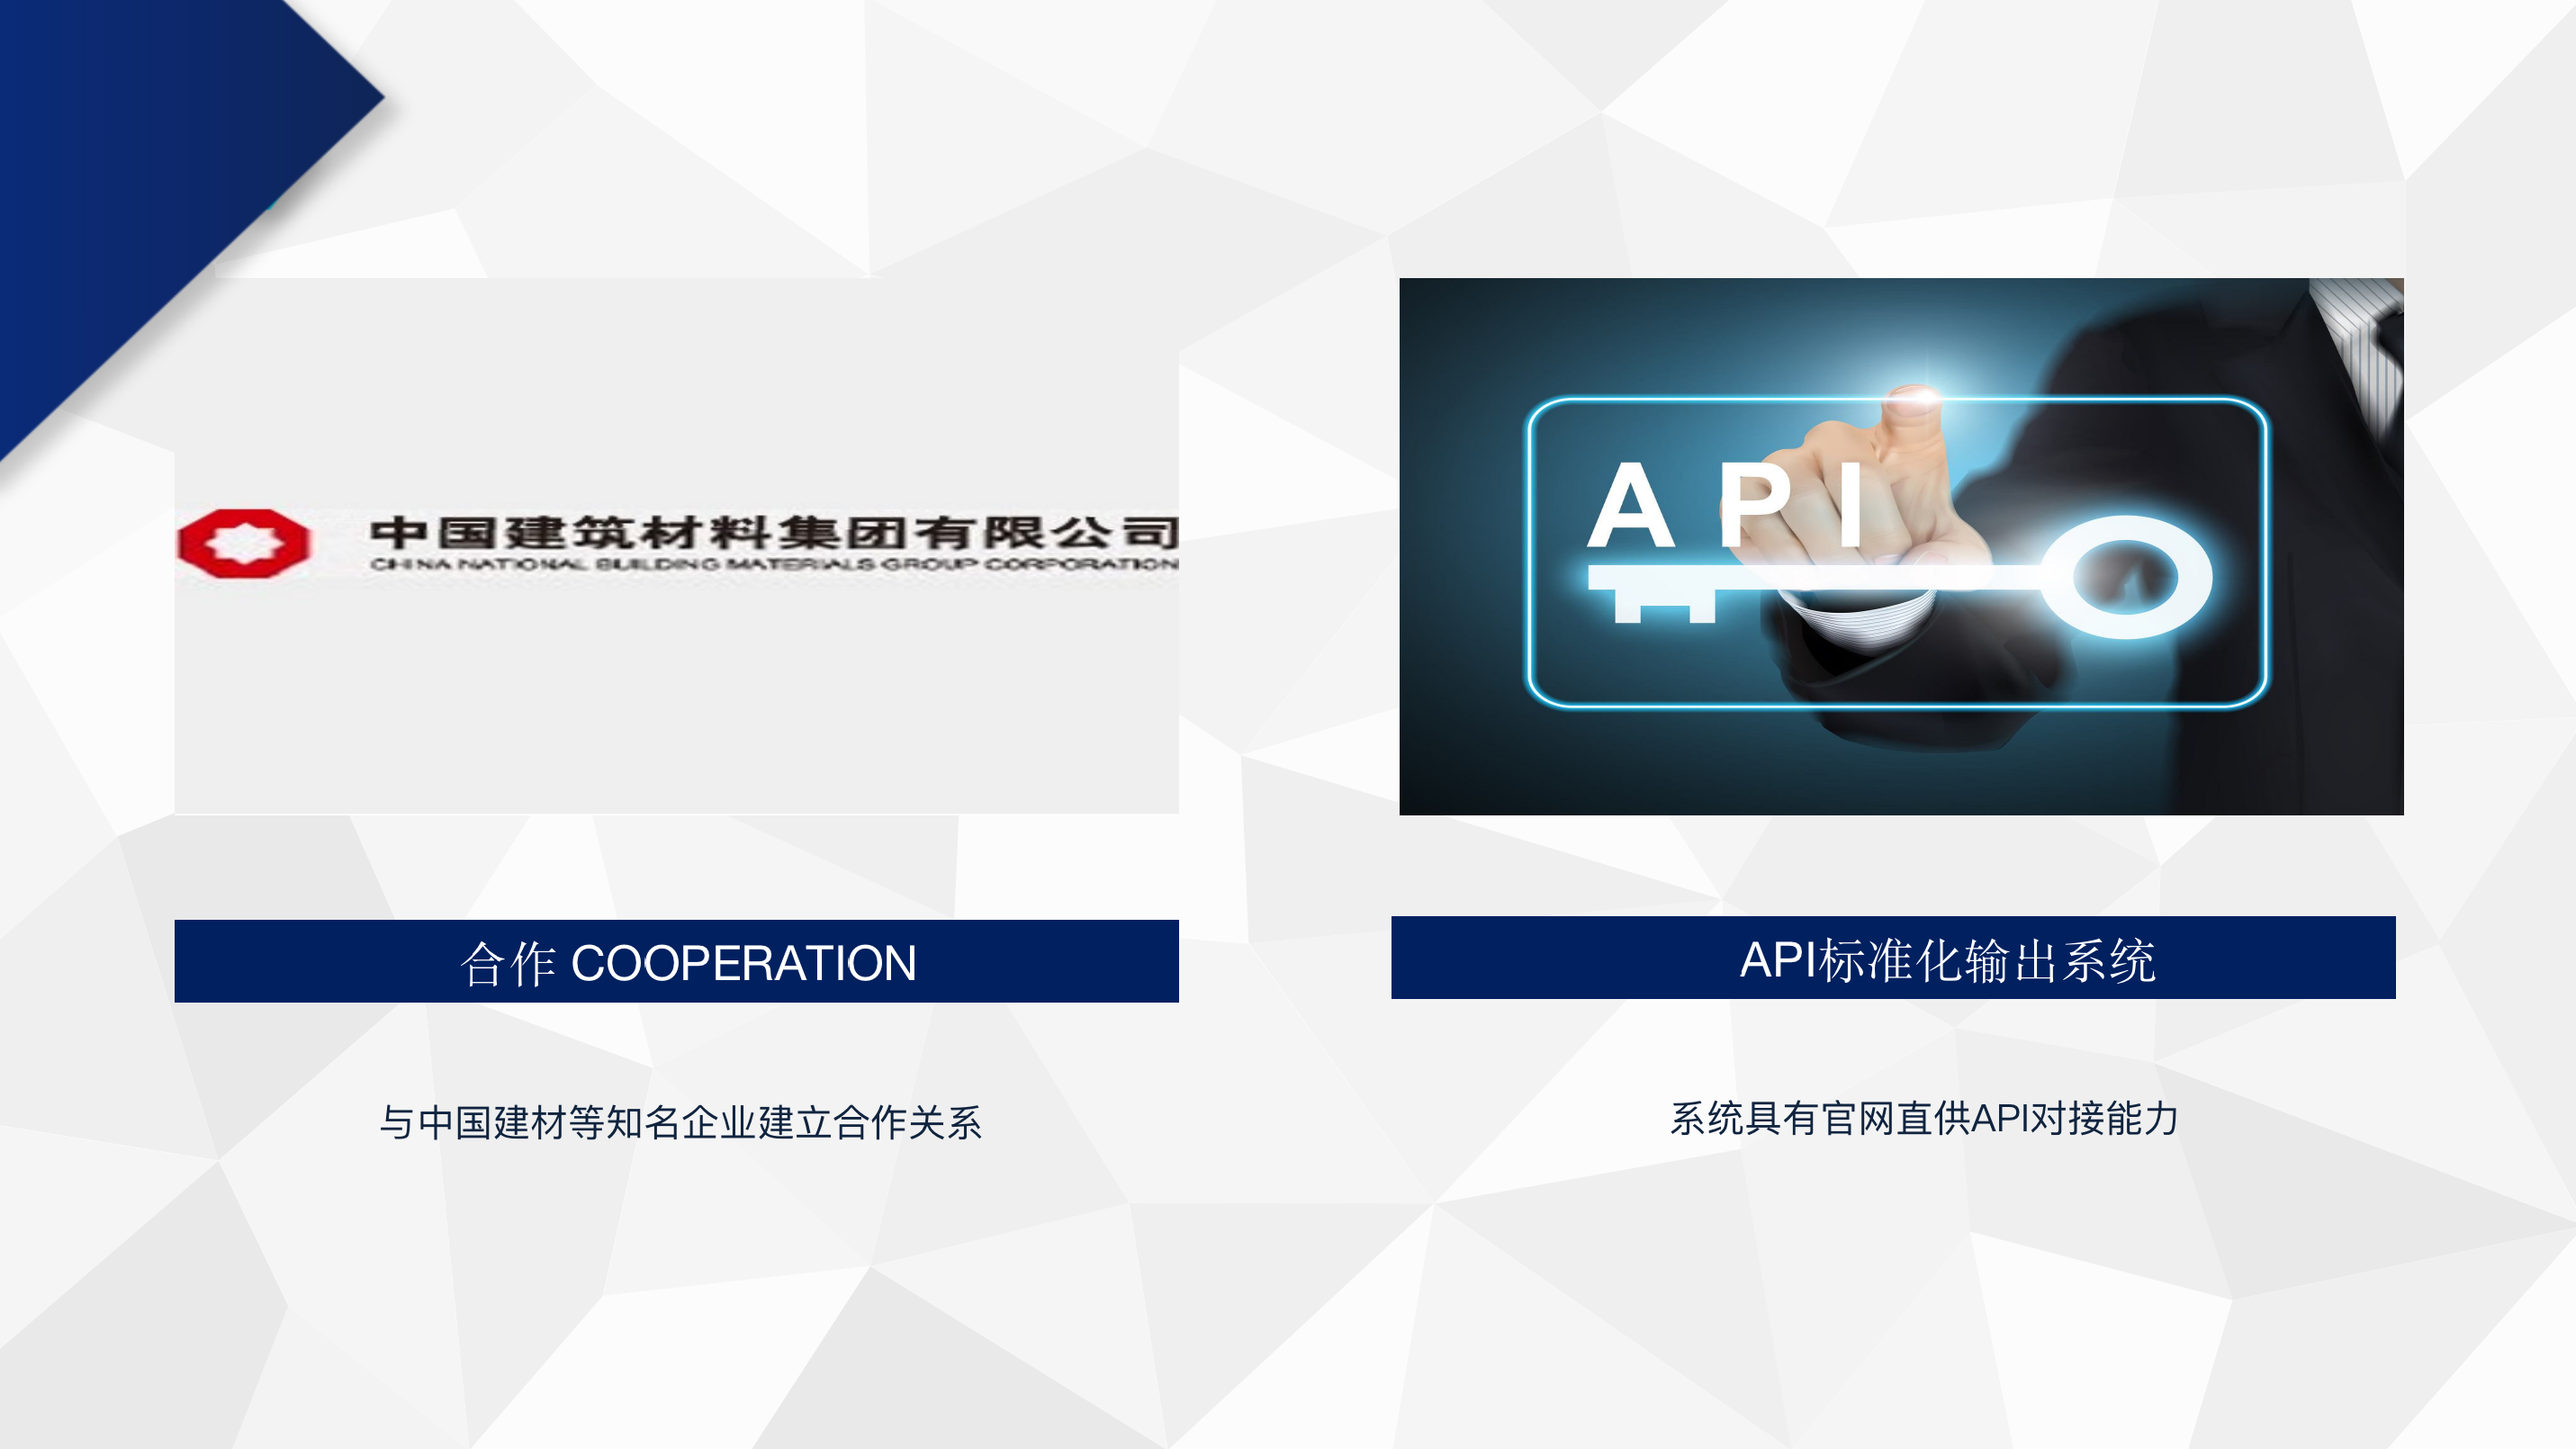 中国建筑材料集团有限公司
CHINA NATIONAL BUILDING MATERIALS GROUP CORPORATION
API
合作 COOPERATION
API标准化输出系统
与中国建材等知名企业建立合作关系
系统具有官网直供API对接能力